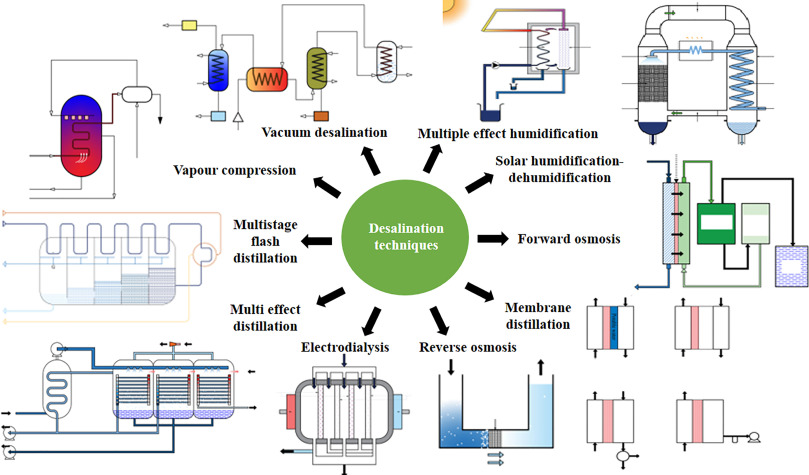 Vacuum desalination
Multiple effect humidification
Vapour compression
Solar humidification-
dehumidification
Multistage
flash
distillation
Desalination
techniques
Forward osmosis
Multi effect
distillation
Membrane
distillation
Electrodialysis
Reverse osmosis